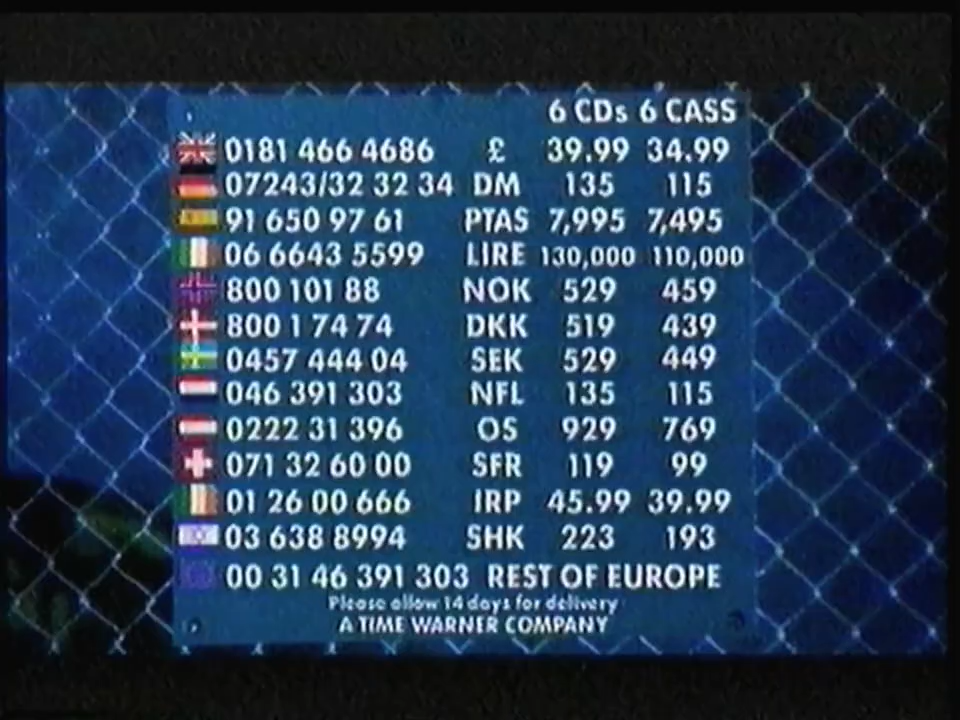 6 CDs 6 CASS
0181 466 4686 £ 39.99 34.99
07243/32 32 34 DM 135 115
91 650 97 61 PTAS 7,995 7,495
06 6643 5599 LIRE 130,000 110,000
800 101 88 NOK 529 459
800 1 74 74 DKK 519 439
0457 444 04 SEK 529 449
046 391 303 NFL 135 115
0222 31 396 OS 929 769
071 32 60 00 SFR 119 99
01 26 00 666 IRP 45.99 39.99
03 638 8994 SHK 223 193
00 31 46 391 303 REST OF EUROPE
Please allow 14 days for delivery
A TIME WARNER COMPANY